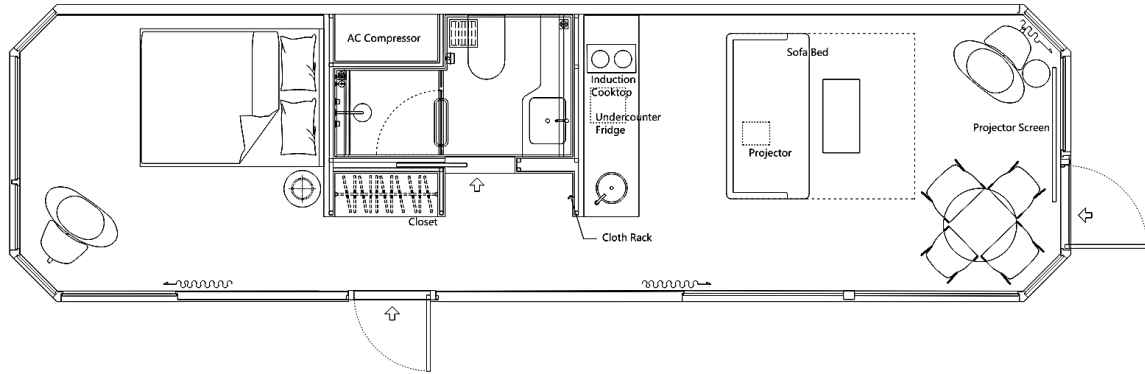 AC Compressor
Sofa Bed
Induction
Cooktop
Undercounter
Fridge
Projector
Projector Screen
Closet
Cloth Rack